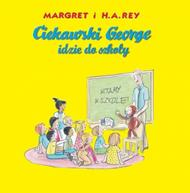 MARGRET i H.A.REY
Ciekawski George
idzie do szkoły
WITAMY
W SZKOLE!